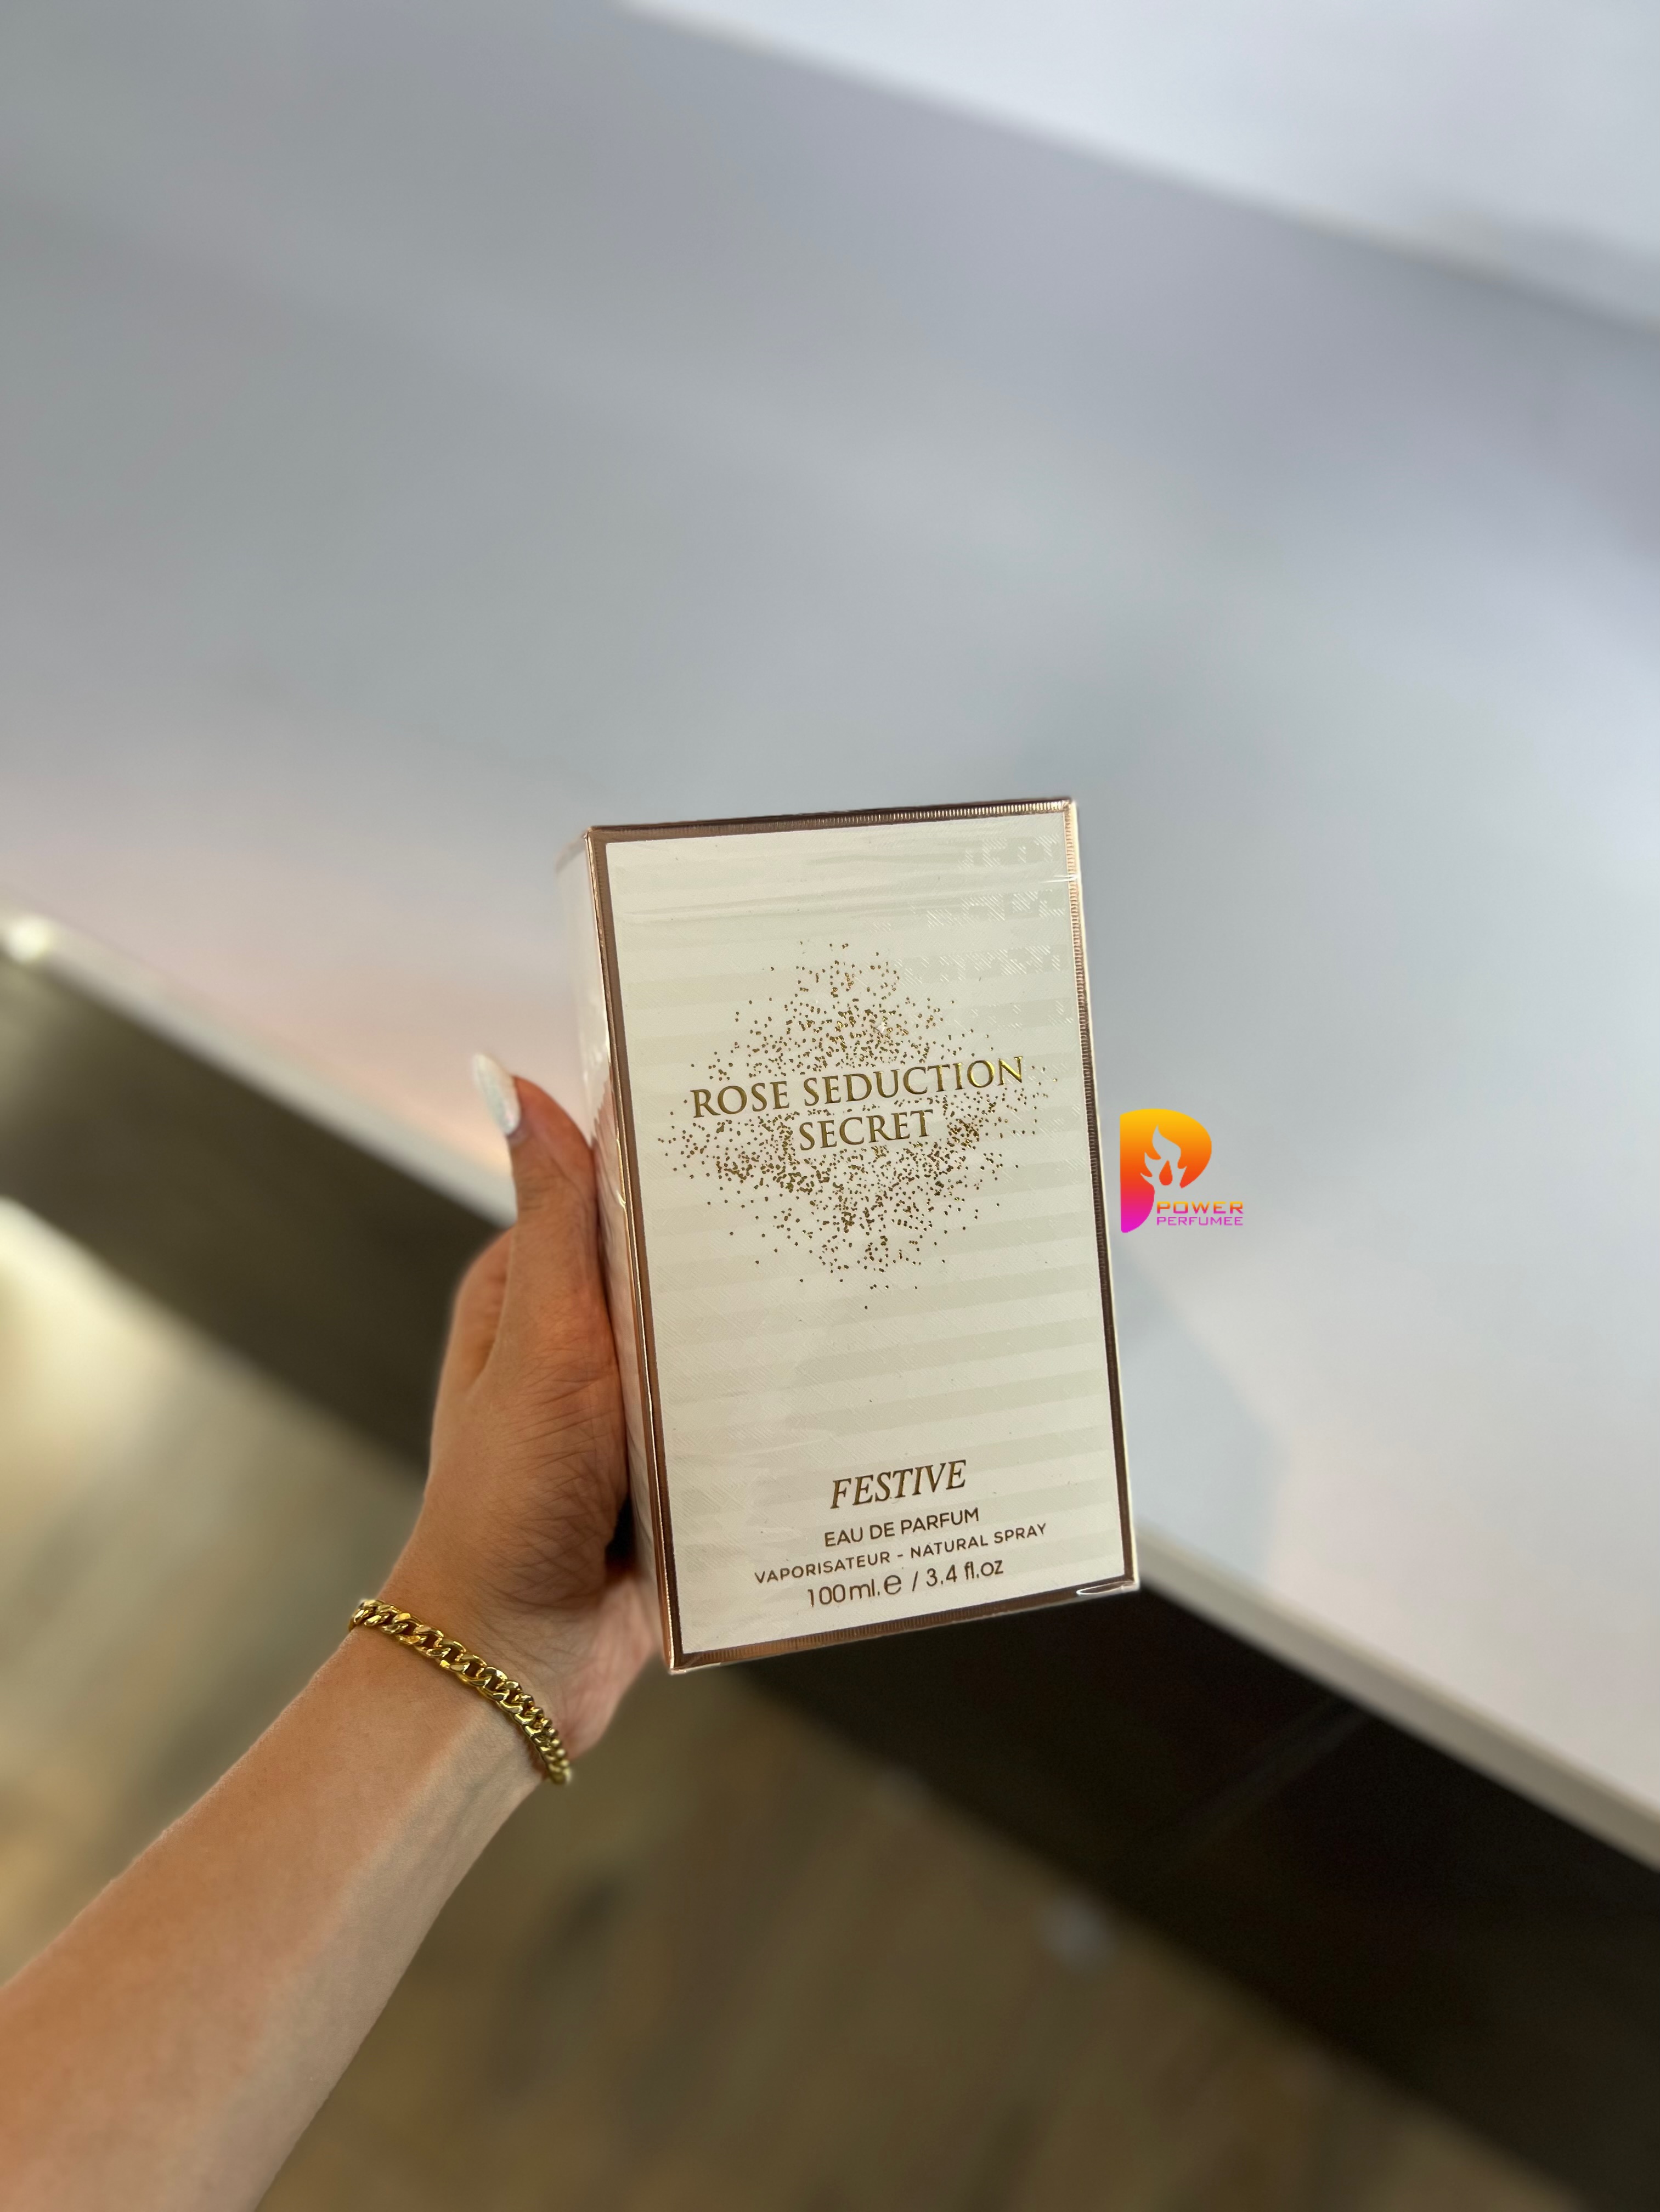 ROSE SEDUCTION
SECRET
POWER
PERFUMEE
FESTIVE
EAU DE PARFUM
VAPORISATEUR - NATURAL SPRAY
100ml.e / 3.4 fl.oz